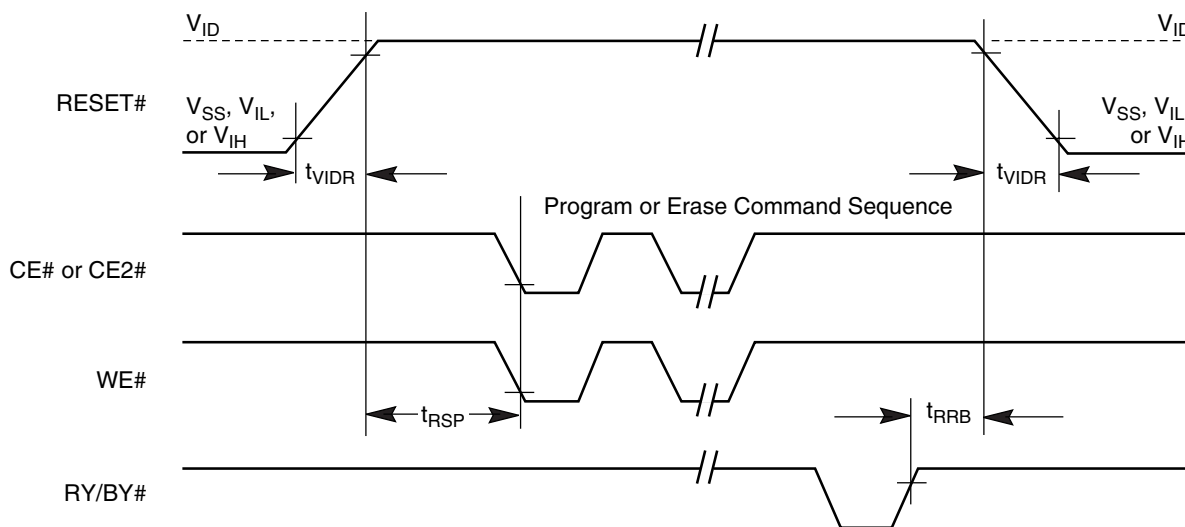 V_ID
V_ID
RESET#
V_SS, V_IL,
or V_IH
V_SS, V_IL
or V_IH
t_VIDR
t_VIDR
Program or Erase Command Sequence
CE# or CE2#
WE#
t_RSP
t_RRB
RY/BY#